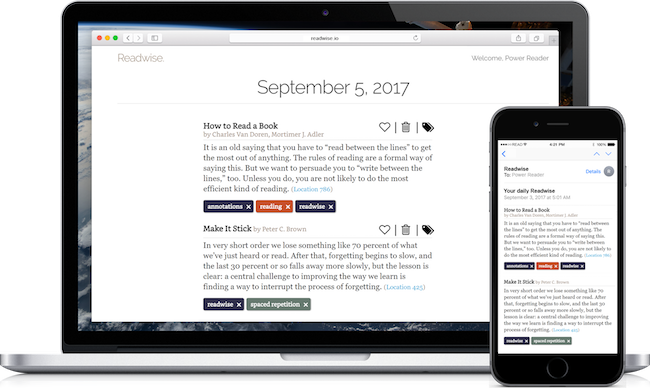 readwise.io
Readwise.
Welcome, Power Reader
September 5, 2017
How to Read a Book
by Charles Van Doren, Mortimer J. Adler
It is an old saying that you have to “read between the lines” to get
the most out of anything. The rules of reading are a formal way of
saying this. But we want to persuade you to “write between the
lines,” too. Unless you do, you are not likely to do the most
efficient kind of reading. (Location 786)
annotations × reading × readwise ×
Make It Stick by Peter C. Brown
In very short order we lose something like 70 percent of what
we've just heard or read. After that, forgetting begins to slow, and
the last 30 percent or so falls away more slowly, but the lesson is
clear: a central challenge to improving the way we learn is
finding a way to interrupt the process of forgetting. (Location 423)
readwise × spaced repetition ×
4:21 PM
100%
Readwise
To: Power Reader
Details
Your daily Readwise
September 3, 2017 at 5:01 AM
How to Read a Book
by Charles Van Doren, Mortimer J. Adler
It is an old saying that you have to “read between the
lines” to get the most out of anything. The rules of
reading are a formal way of saying this. But we want to
persuade you to “write between the lines,” too. Unless
you do, you are not likely to do the most efficient kind
of reading. (Location 786)
annotations × reading × readwise ×
Make It Stick by Peter C. Brown
In very short order we lose something like 70
percent of what we've just heard or read. After that,
forgetting begins to slow, and the last 30 percent or
so falls away more slowly, but the lesson is clear: a
central challenge to improving the way we learn is
finding a way to interrupt the process of
forgetting. (Location 423)
readwise × spaced repetition ×